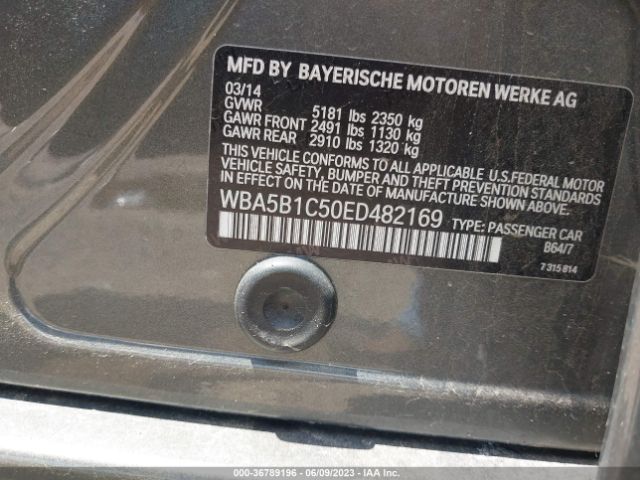 MFD BY BAYERISCHE MOTOREN WERKE AG
03/14
GVWR 5181 lbs 2350 kg
GAWR FRONT 2491 lbs 1130 kg
GAWR REAR 2910 lbs 1320 kg
THIS VEHICLE CONFORMS TO ALL APPLICABLE U.S.FEDERAL MOTOR
VEHICLE SAFETY, BUMPER AND THEFT PREVENTION STANDARDS
IN EFFECT ON THE DATE OF MANUFACTURE SHOWN ABOVE.
WBA5B1C50ED482169 TYPE: PASSENGER CAR
B64/7
7 315 814
000-36789196 - 06/09/2023 - IAA Inc.